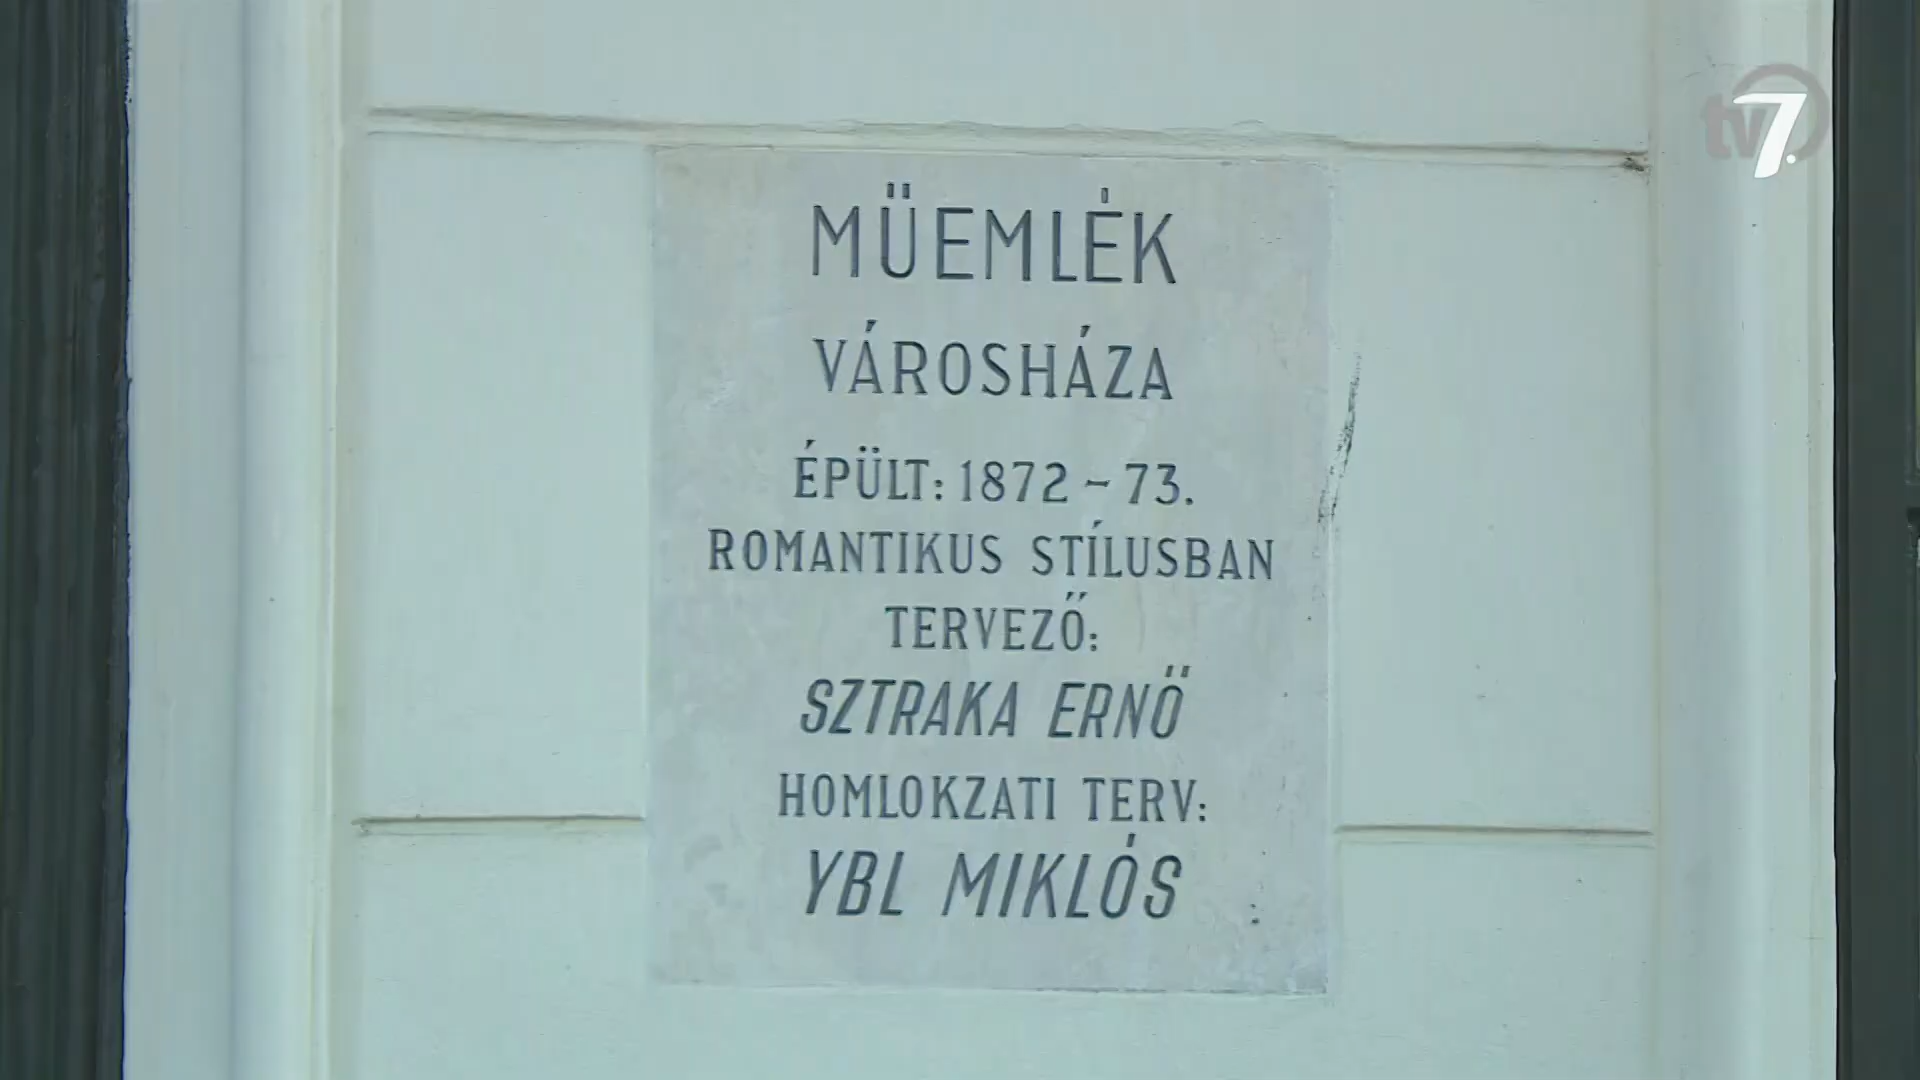 tv7.
MŰEMLÉK
VÁROSHÁZA
ÉPÜLT: 1872 - 73.
ROMANTIKUS STÍLUSBAN
TERVEZŐ:
SZTRAKA ERNŐ
HOMLOKZATI TERV:
YBL MIKLÓS